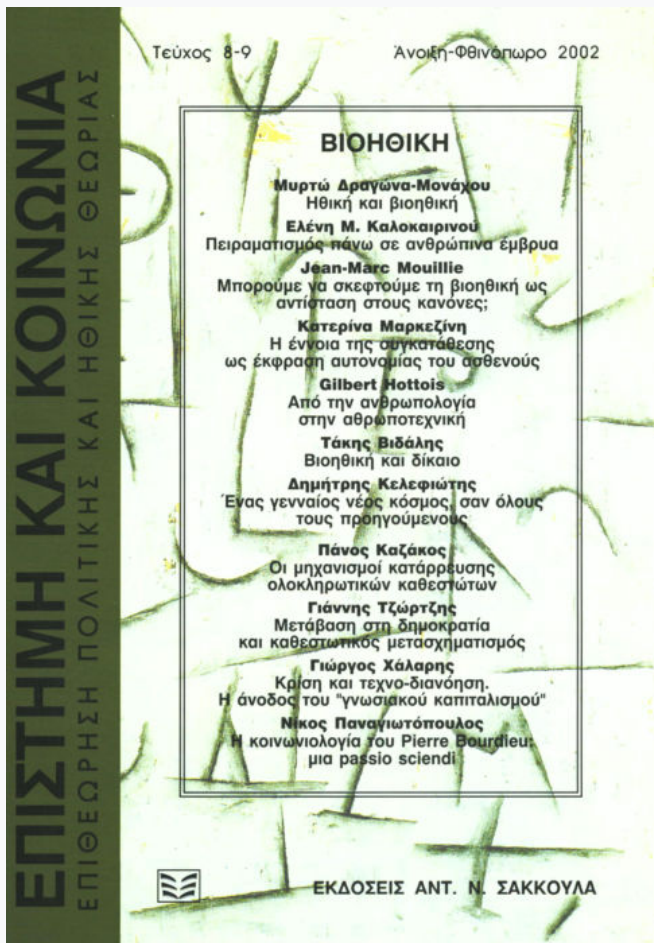 ΕΠΙΣΤΗΜΗ ΚΑΙ ΚΟΙΝΩΝΙΑ
ΕΠΙΘΕΩΡΗΣΗ ΠΟΛΙΤΙΚΗΣ ΚΑΙ ΗΘΙΚΗΣ ΘΕΩΡΙΑΣ
Τεύχος 8-9 Άνοιξη-Φθινόπωρο 2002
ΒΙΟΗΘΙΚΗ
Μυρτώ Δραγώνα-Μονάχου
Ηθική και βιοηθική
Ελένη Μ. Καλοκαιρινού
Πειραματισμός πάνω σε ανθρώπινα έμβρυα
Jean-Marc Mouillie
Μπορούμε να σκεφτούμε τη βιοηθική ως
αντίσταση στους κανόνες;
Κατερίνα Μαρκεζίνη
Η έννοια της συγκατάθεσης
ως έκφραση αυτονομίας του ασθενούς
Gilbert Hottois
Από την ανθρωπολογία
στην αθρωποτεχνική
Τάκης Βιδάλης
Βιοηθική και δίκαιο
Δημήτρης Κελεφιώτης
Ένας γενναίος νέος κόσμος, σαν όλους
τους προηγούμενους
Πάνος Καζάκος
Οι μηχανισμοί κατάρρευσης
ολοκληρωτικών καθεστώτων
Γιάννης Τζώρτζης
Μετάβαση στη δημοκρατία
και καθεστωτικός μετασχηματισμός
Γιώργος Χάλαρης
Κρίση και τεχνο-διανόηση.
Η άνοδος του "γνωσιακού καπιταλισμού"
Νίκος Παναγιωτόπουλος
Η κοινωνιολογία του Pierre Bourdieu:
μια passio sciendi
ΕΚΔΟΣΕΙΣ ΑΝΤ. Ν. ΣΑΚΚΟΥΛΑ